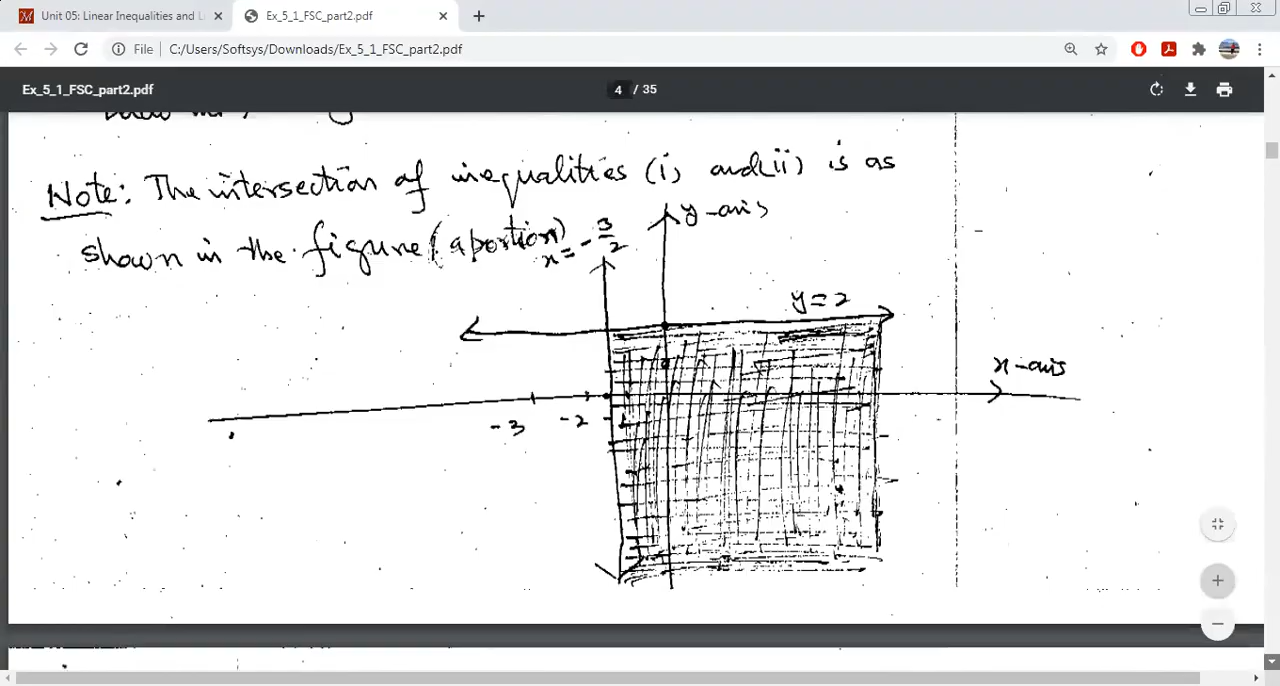 Unit 05: Linear Inequalities and L
Ex_5_1_FSC_part2.pdf
File C:/Users/Softsys/Downloads/Ex_5_1_FSC_part2.pdf
Ex_5_1_FSC_part2.pdf
4 / 35
Note: The intersection of inequalities (i) and (ii) is as
shown in the figure (a portion)
x = -3/2
y-axis
y = 2
x-axis
-3
-2